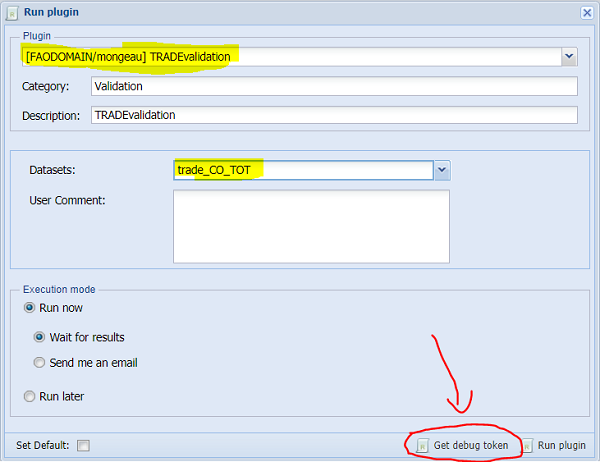 Run plugin
Plugin
[FAODOMAIN/mongeau] TRADEvalidation
Category: Validation
Description: TRADEvalidation
Datasets: trade_CO_TOT
User Comment:
Execution mode
Run now
Wait for results
Send me an email
Run later
Set Default: Get debug token Run plugin